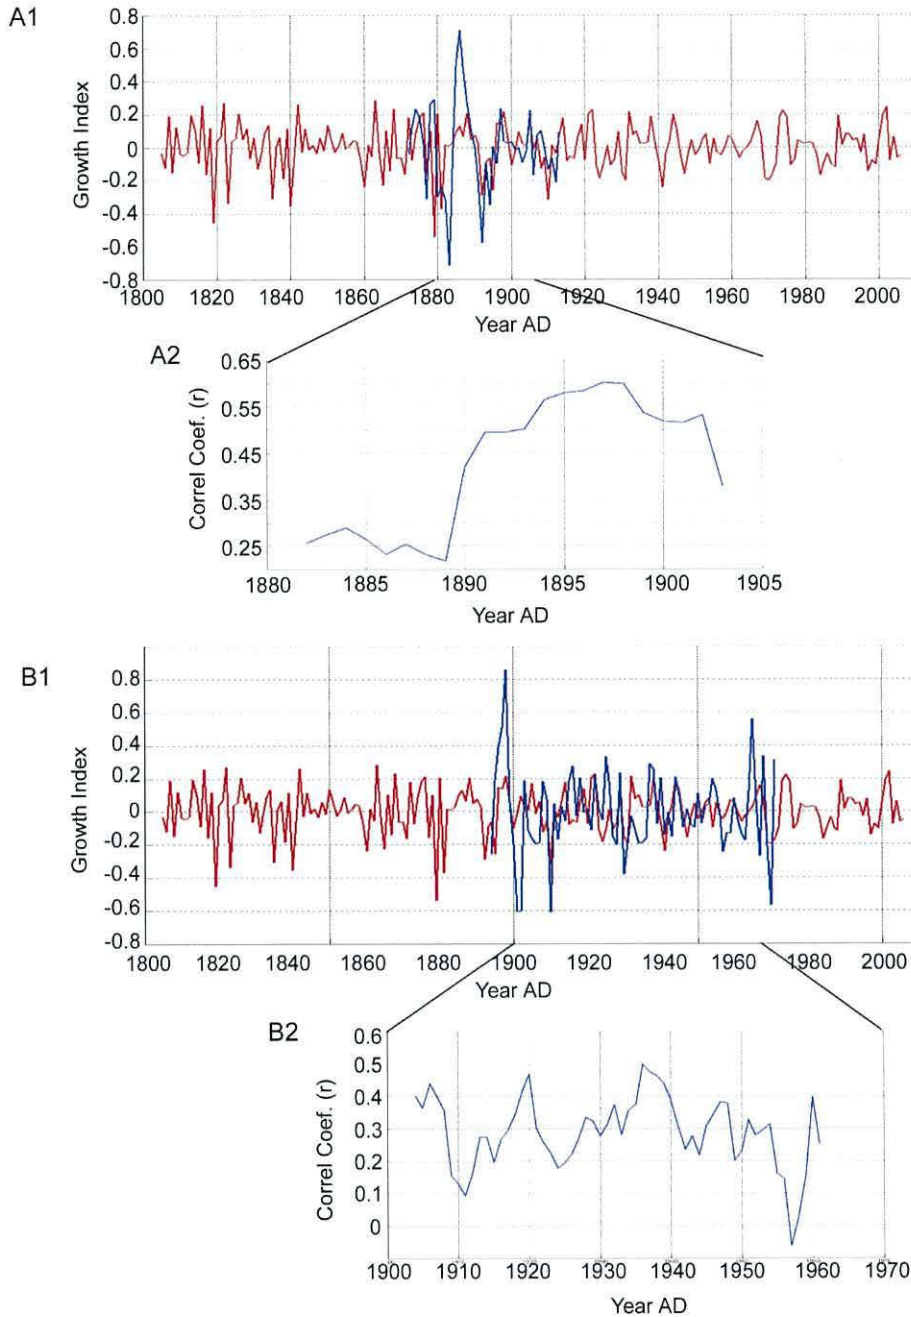 A1
Growth Index
0.8
0.6
0.4
0.2
0
-0.2
-0.4
-0.6
-0.8
1800 1820 1840 1860 1880 1900 1920 1940 1960 1980 2000
Year AD
A2
Correl Coef. (r)
0.65
0.55
0.45
0.35
0.25
1880 1885 1890 1895 1900 1905
Year AD
B1
Growth Index
0.8
0.6
0.4
0.2
0
-0.2
-0.4
-0.6
-0.8
1800 1820 1840 1860 1880 1900 1920 1940 1960 1980 2000
Year AD
B2
Correl Coef. (r)
0.6
0.5
0.4
0.3
0.2
0.1
0
1900 1910 1920 1930 1940 1950 1960 1970
Year AD